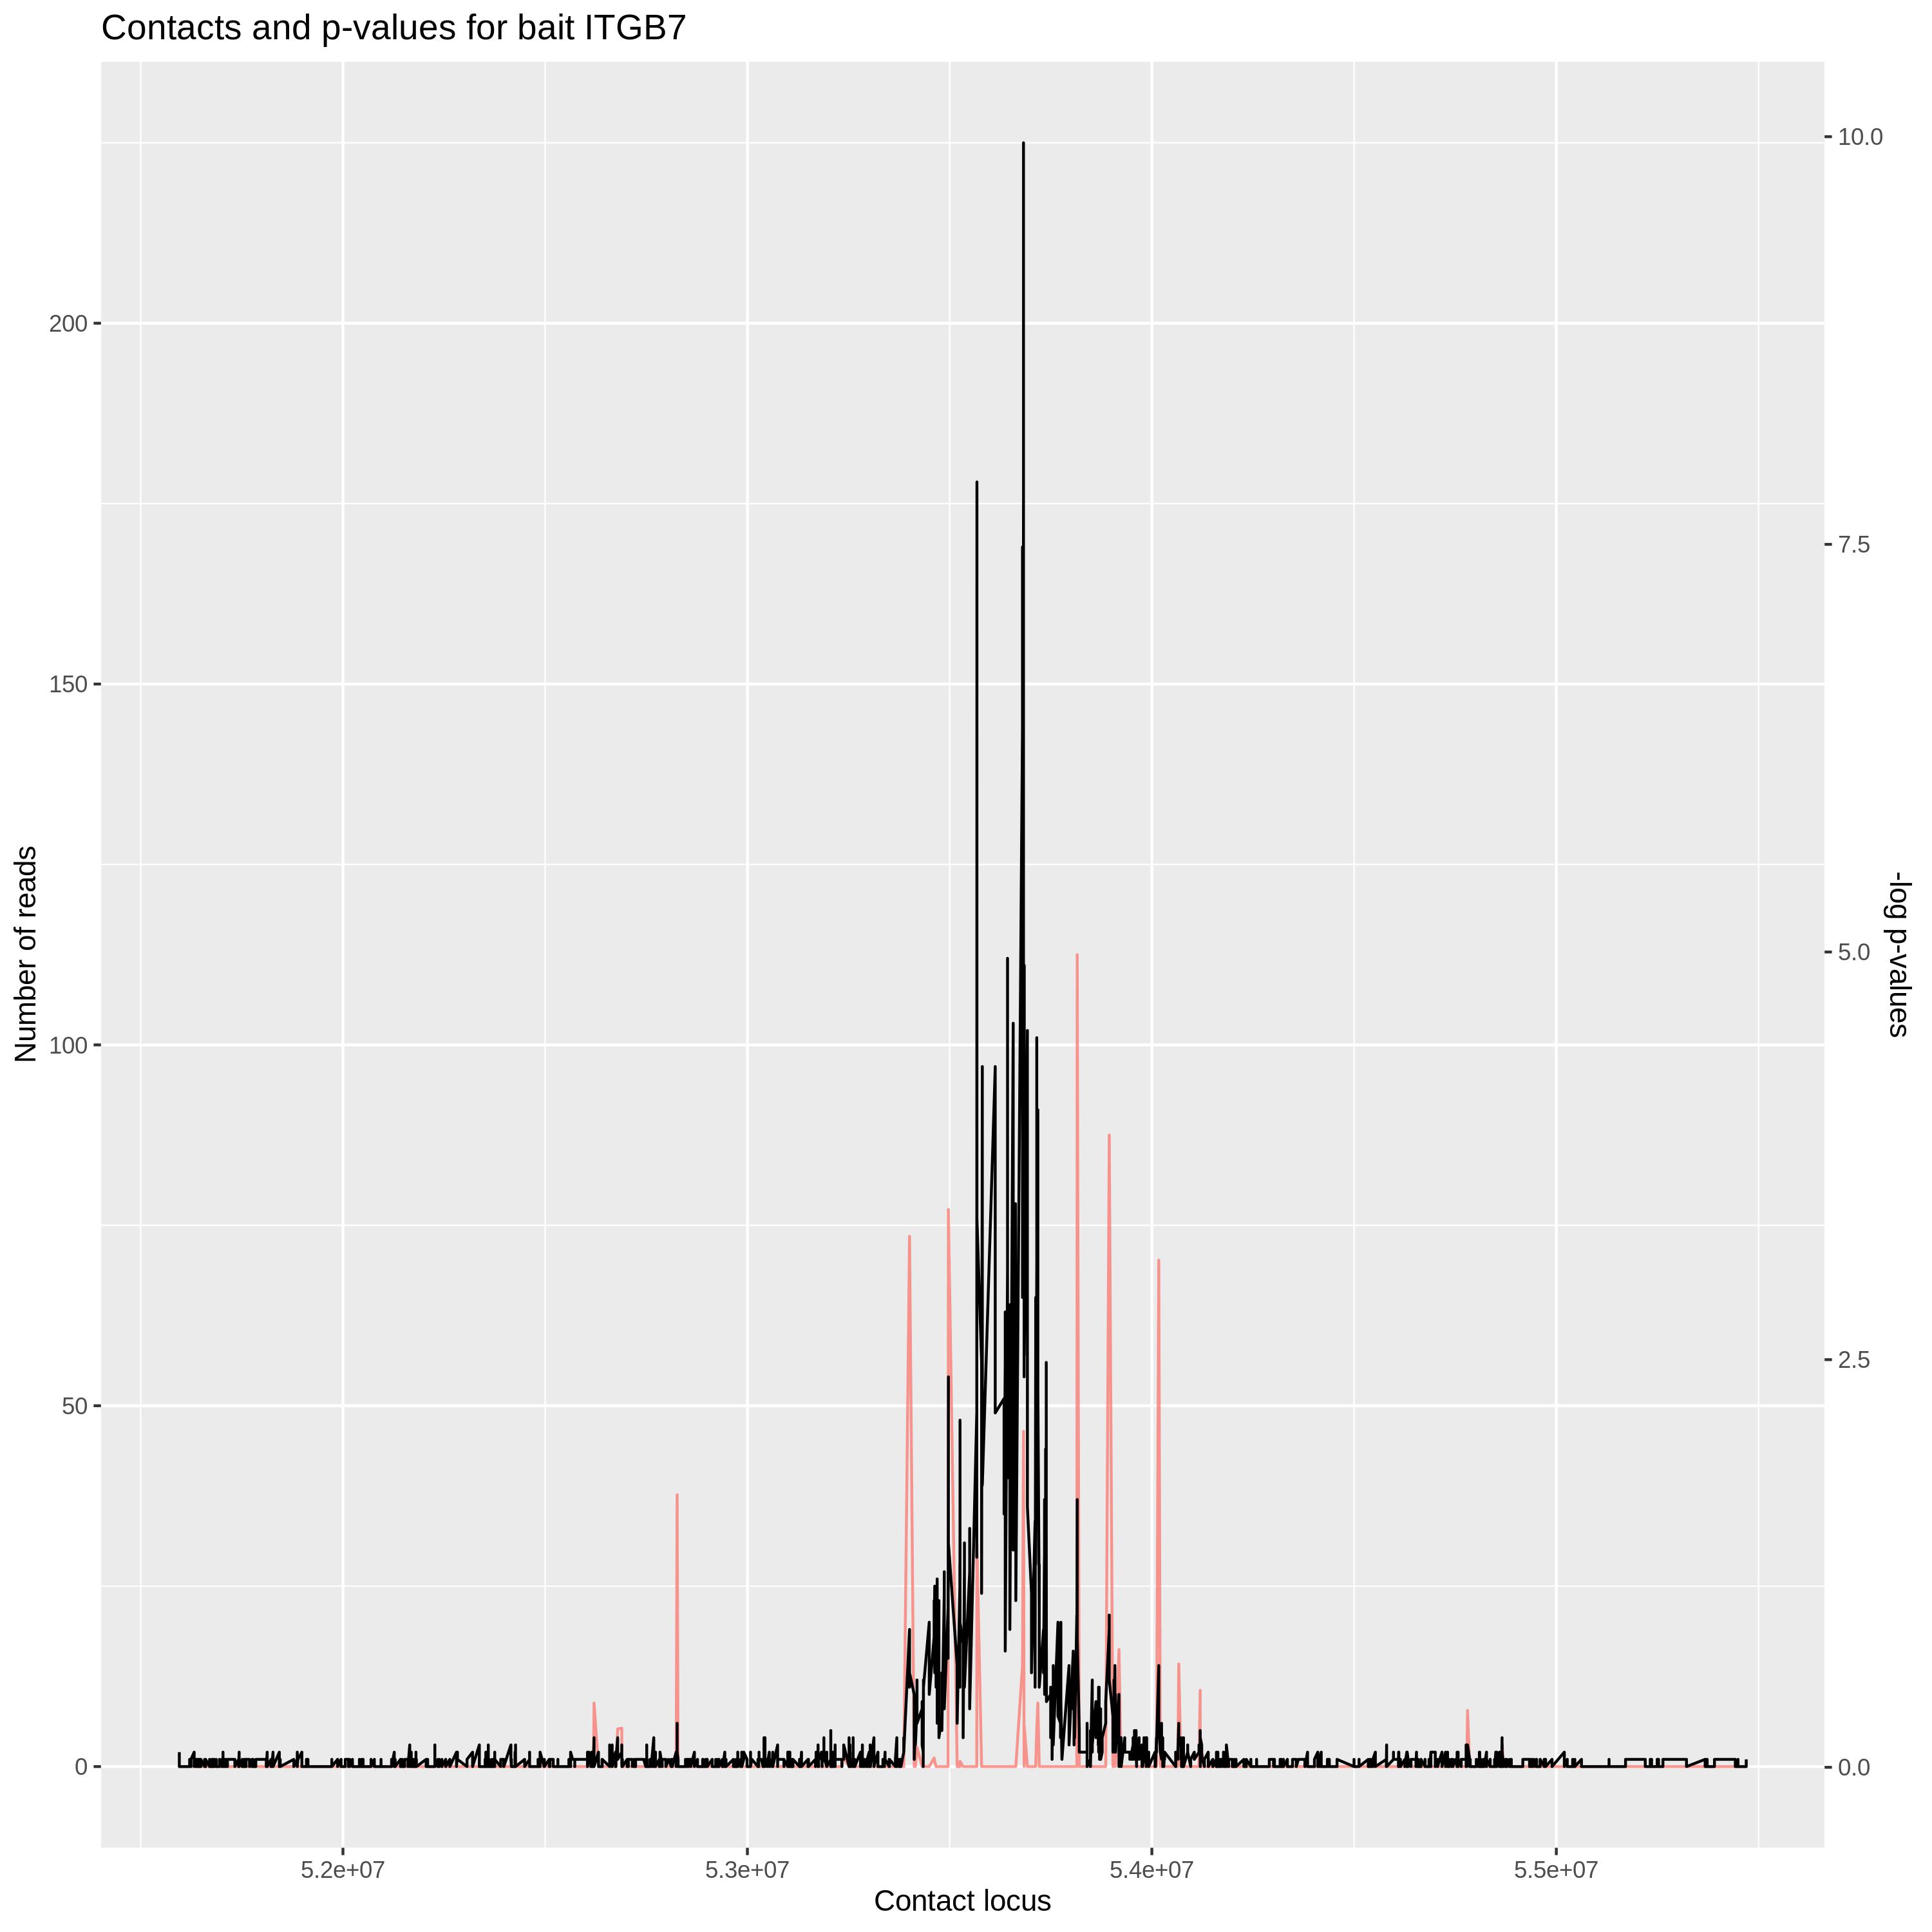 Contacts and p-values for bait ITGB7
Number of reads
200
150
100
50
0
10.0
7.5
5.0
2.5
0.0
-log p-values
5.2e+07
5.3e+07
5.4e+07
5.5e+07
Contact locus